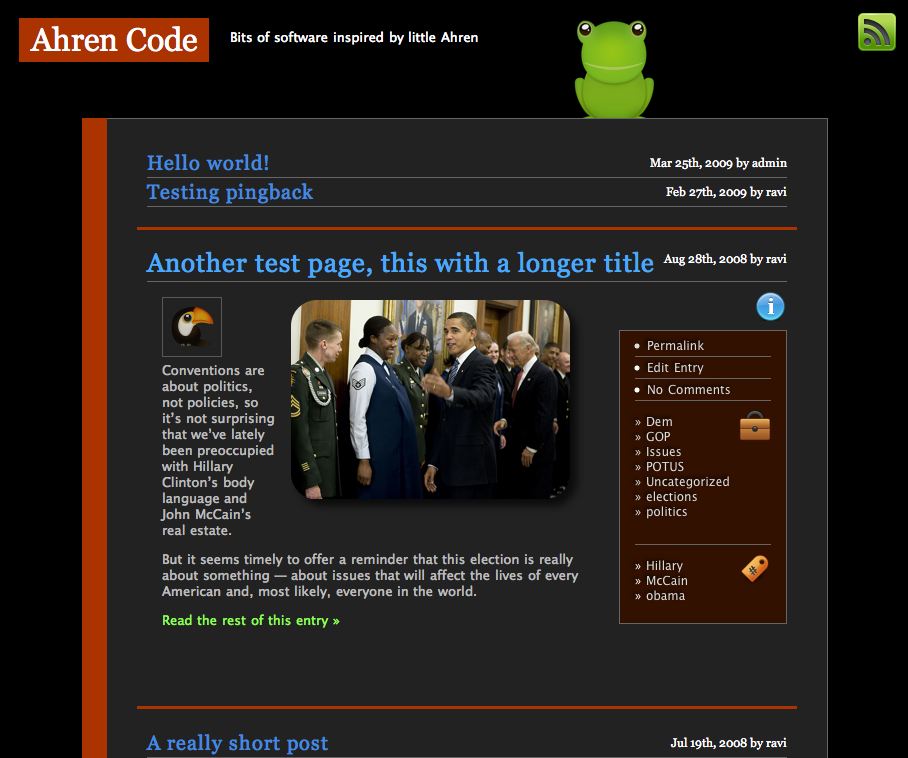 Ahren Code
Bits of software inspired by little Ahren
Hello world!
Mar 25th, 2009 by admin
Testing pingback
Feb 27th, 2009 by ravi
Another test page, this with a longer title
Aug 28th, 2008 by ravi
Conventions are
about politics,
not policies, so
it's not surprising
that we've lately
been preoccupied
with Hillary
Clinton's body
language and
John McCain's
real estate.
But it seems timely to offer a reminder that this election is really
about something — about issues that will affect the lives of every
American and, most likely, everyone in the world.
Read the rest of this entry »
i
• Permalink
• Edit Entry
• No Comments
» Dem
» GOP
» Issues
» POTUS
» Uncategorized
» elections
» politics
#
» Hillary
» McCain
» obama
A really short post
Jul 19th, 2008 by ravi